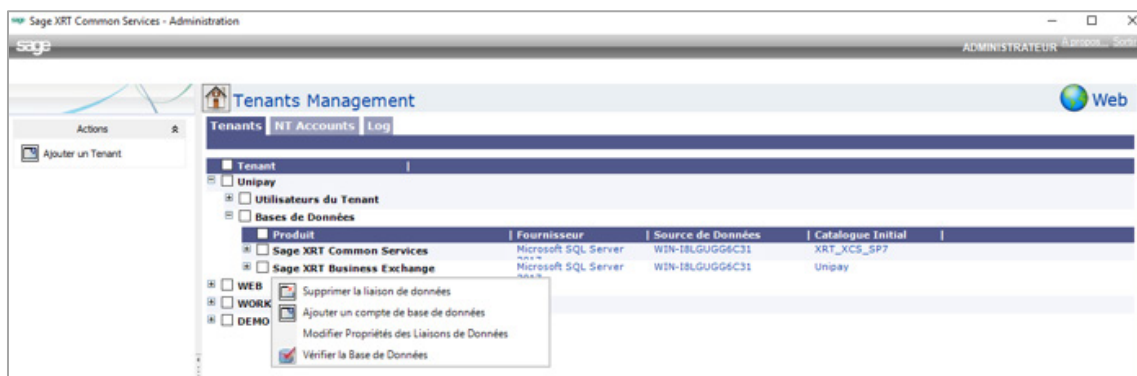 Sage XRT Common Services - Administration
sage
ADMINISTRATEUR A propos... Sortir
Tenants Management
Web
Actions
Tenants NT Accounts Log
Ajouter un Tenant
Tenant
Unipay
Utilisateurs du Tenant
Bases de Données
Produit | Fournisseur | Source de Données | Catalogue Initial |
Sage XRT Common Services Microsoft SQL Server WIN-I8LGUGG6C31 XRT_XCS_SP7
Sage XRT Business Exchange Microsoft SQL Server WIN-I8LGUGG6C31 Unipay
WEB
Supprimer la liaison de données
WORK
Ajouter un compte de base de données
DEMO
Modifier Propriétés des Liaisons de Données
Vérifier la Base de Données